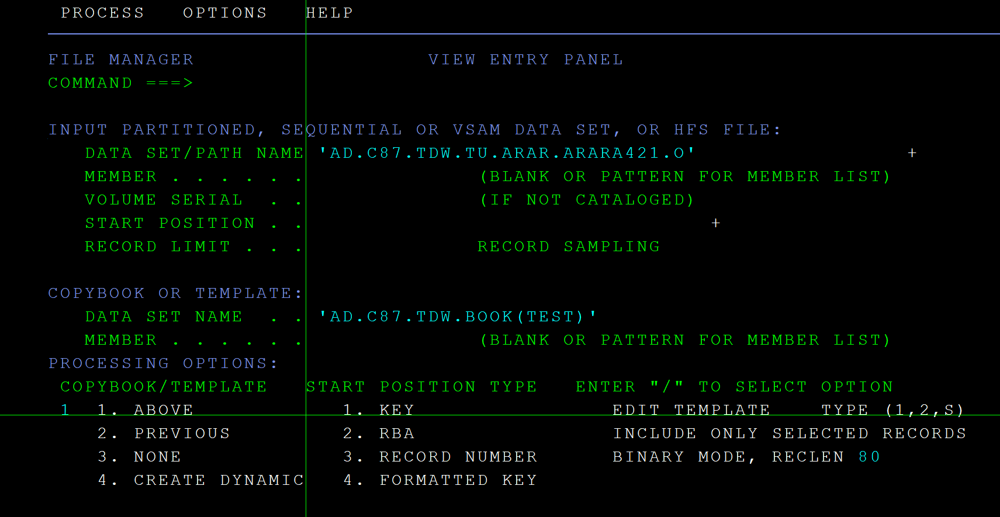 PROCESS OPTIONS HELP
FILE MANAGER VIEW ENTRY PANEL
COMMAND ===>
INPUT PARTITIONED, SEQUENTIAL OR VSAM DATA SET, OR HFS FILE:
DATA SET/PATH NAME 'AD.C87.TDW.TU.ARAR.ARARA421.O' +
MEMBER . . . . . . (BLANK OR PATTERN FOR MEMBER LIST)
VOLUME SERIAL . . (IF NOT CATALOGED)
START POSITION . . +
RECORD LIMIT . . . RECORD SAMPLING
COPYBOOK OR TEMPLATE:
DATA SET NAME . . 'AD.C87.TDW.BOOK(TEST)'
MEMBER . . . . . . (BLANK OR PATTERN FOR MEMBER LIST)
PROCESSING OPTIONS:
COPYBOOK/TEMPLATE START POSITION TYPE ENTER "/" TO SELECT OPTION
1 1. ABOVE 1. KEY EDIT TEMPLATE TYPE (1,2,S)
2. PREVIOUS 2. RBA INCLUDE ONLY SELECTED RECORDS
3. NONE 3. RECORD NUMBER BINARY MODE, RECLEN 80
4. CREATE DYNAMIC 4. FORMATTED KEY